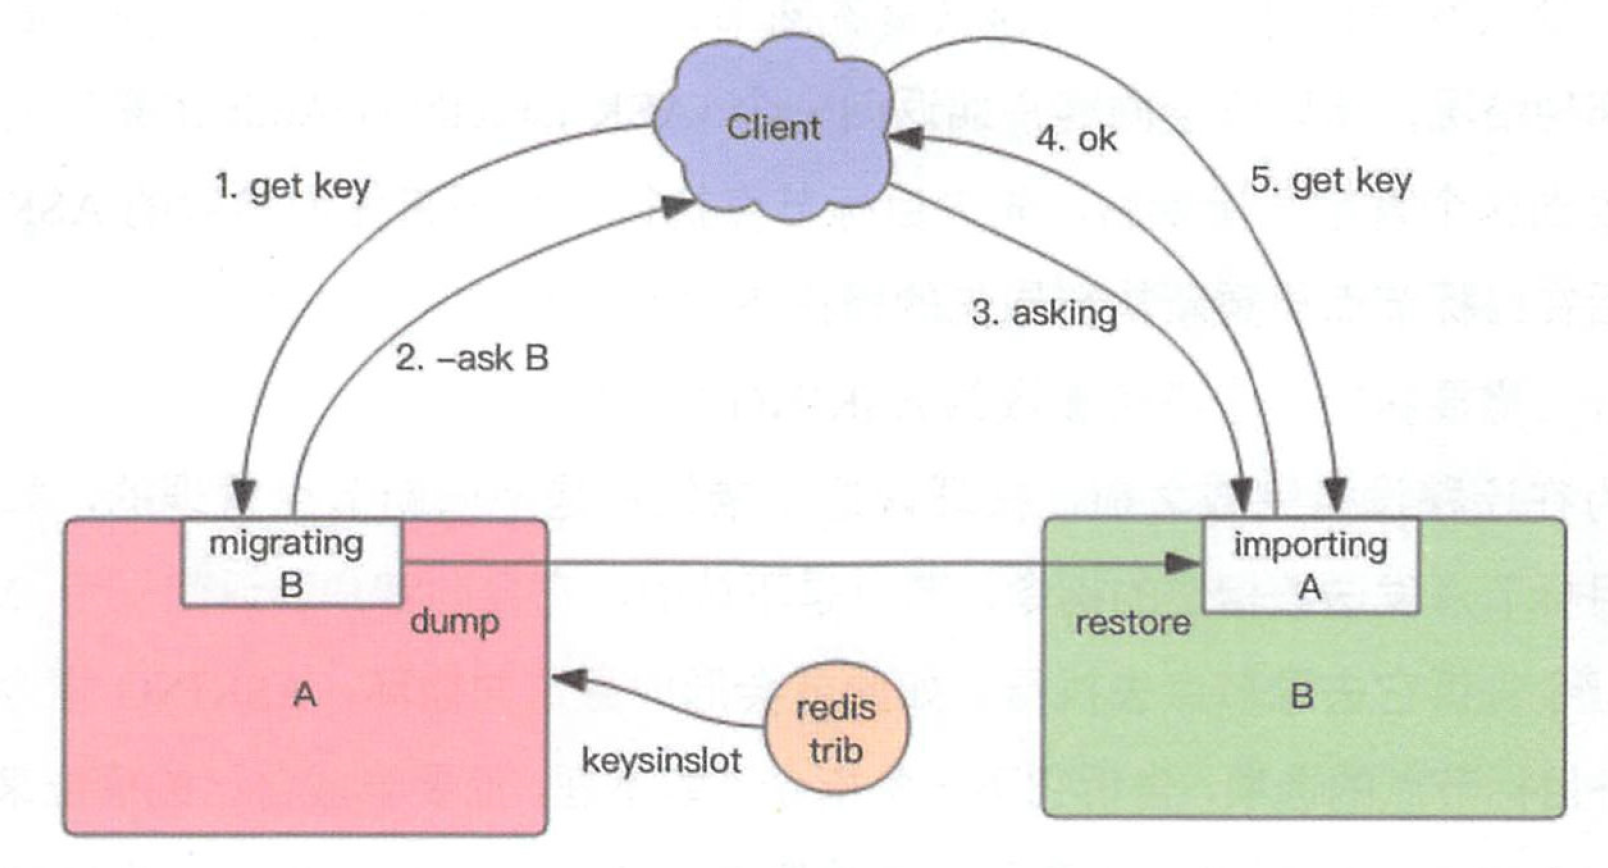 Client
1. get key
2. –ask B
3. asking
4. ok
5. get key
migrating
B
dump
A
importing
A
restore
B
redis
trib
keysinslot